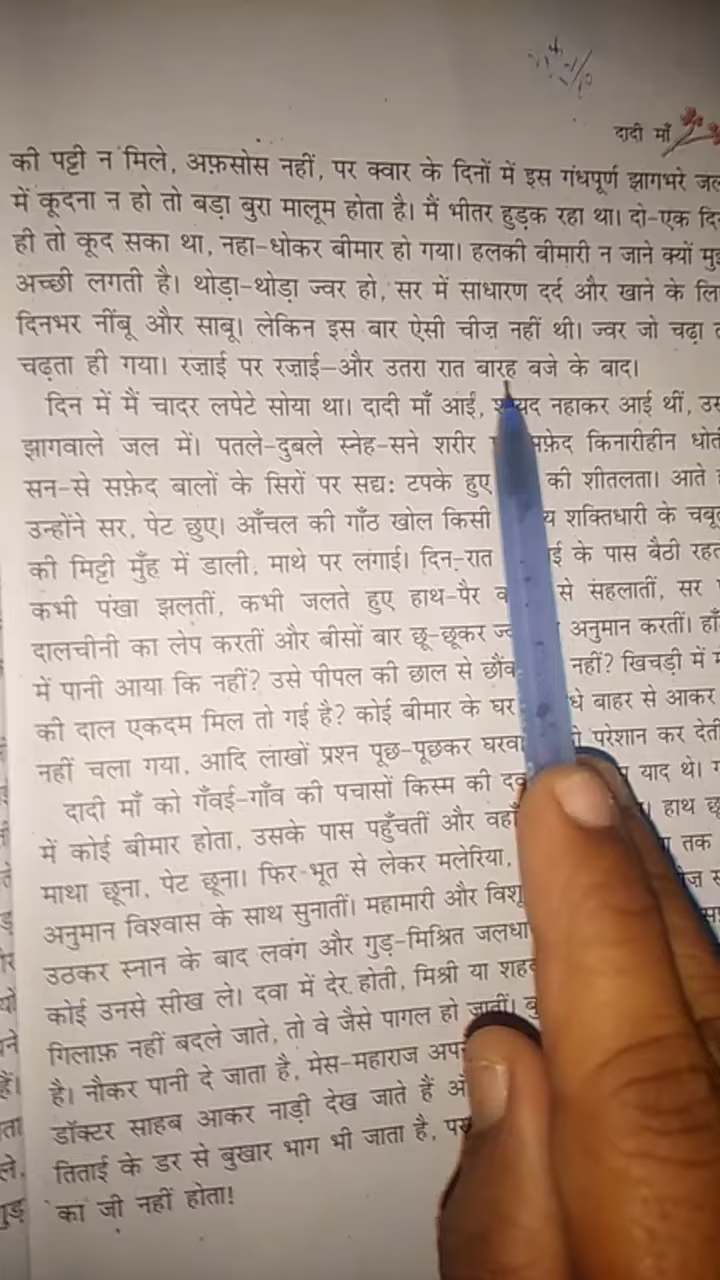 दादी माँ
की पट्टी न मिले, अफ़सोस नहीं, पर क्वार के दिनों में इस गंधपूर्ण झागभरे
में कूदना न हो तो बड़ा बुरा मालूम होता है। मैं भीतर हुड़क रहा था। दो-एक
ही तो कूद सका था, नहा-धोकर बीमार हो गया। हलकी बीमारी न जाने क्यों
अच्छी लगती है। थोड़ा-थोड़ा ज्वर हो, सर में साधारण दर्द और खाने के
दिनभर नींबू और साबू। लेकिन इस बार ऐसी चीज़ नहीं थी। ज्वर जो चढ़ा
चढ़ता ही गया। रज़ाई पर रज़ाई–और उतरा रात बारह बजे के बाद।
दिन में मैं चादर लपेटे सोया था। दादी माँ आईं, नहाकर आई थीं,
झागवाले जल में। पतले-दुबले स्नेह-सने शरीर किनारीहीन
सन-से सफ़ेद बालों के सिरों पर सद्य: टपके हुए की शीतलता। आते
उन्होंने सर, पेट छुए। आँचल की गाँठ खोल किसी शक्तिधारी के
की मिट्टी मुँह में डाली, माथे पर लगाई। दिन-रात के पास बैठी
कभी पंखा झलतीं, कभी जलते हुए हाथ-पैर से सहलातीं, सर
दालचीनी का लेप करतीं और बीसों बार छू-छूकर अनुमान करतीं।
में पानी आया कि नहीं? उसे पीपल की छाल से नहीं? खिचड़ी में
की दाल एकदम मिल तो गई है? कोई बीमार के घर बाहर से आकर
नहीं चला गया, आदि लाखों प्रश्न पूछ-पूछकर परेशान कर
दादी माँ को गँवई-गाँव की पचासों किस्म की याद थे।
में कोई बीमार होता, उसके पास पहुँचतीं और हाथ
माथा छूना, पेट छूना। फिर भूत से लेकर मलेरिया, तक
अनुमान विश्वास के साथ सुनातीं। महामारी और
उठकर स्नान के बाद लवंग और गुड़-मिश्रित
कोई उनसे सीख ले। दवा में देर होती, मिश्री या
गिलाफ़ नहीं बदले जाते, तो वे जैसे पागल हो जातीं।
है। नौकर पानी दे जाता है, मेस-महाराज
डॉक्टर साहब आकर नाड़ी देख जाते हैं
तिताई के डर से बुखार भाग भी जाता है,
का जी नहीं होता!